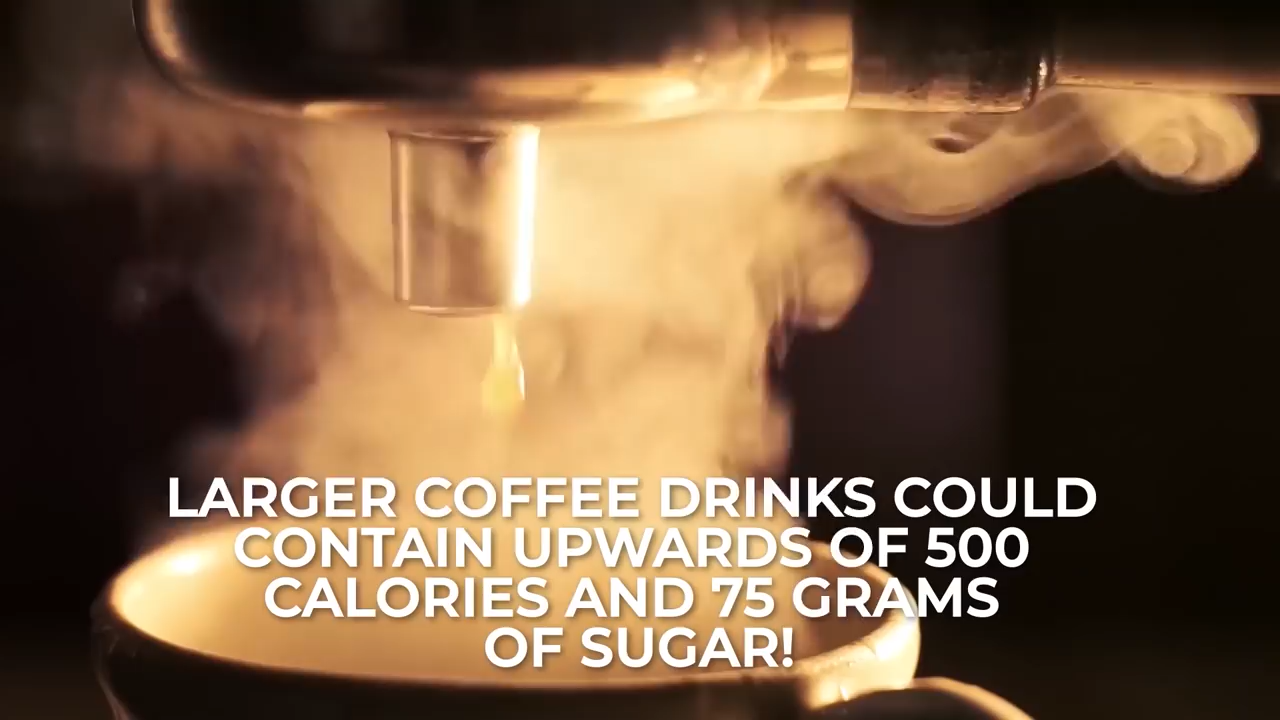 LARGER COFFEE DRINKS COULD
CONTAIN UPWARDS OF 500
CALORIES AND 75 GRAMS
OF SUGAR!